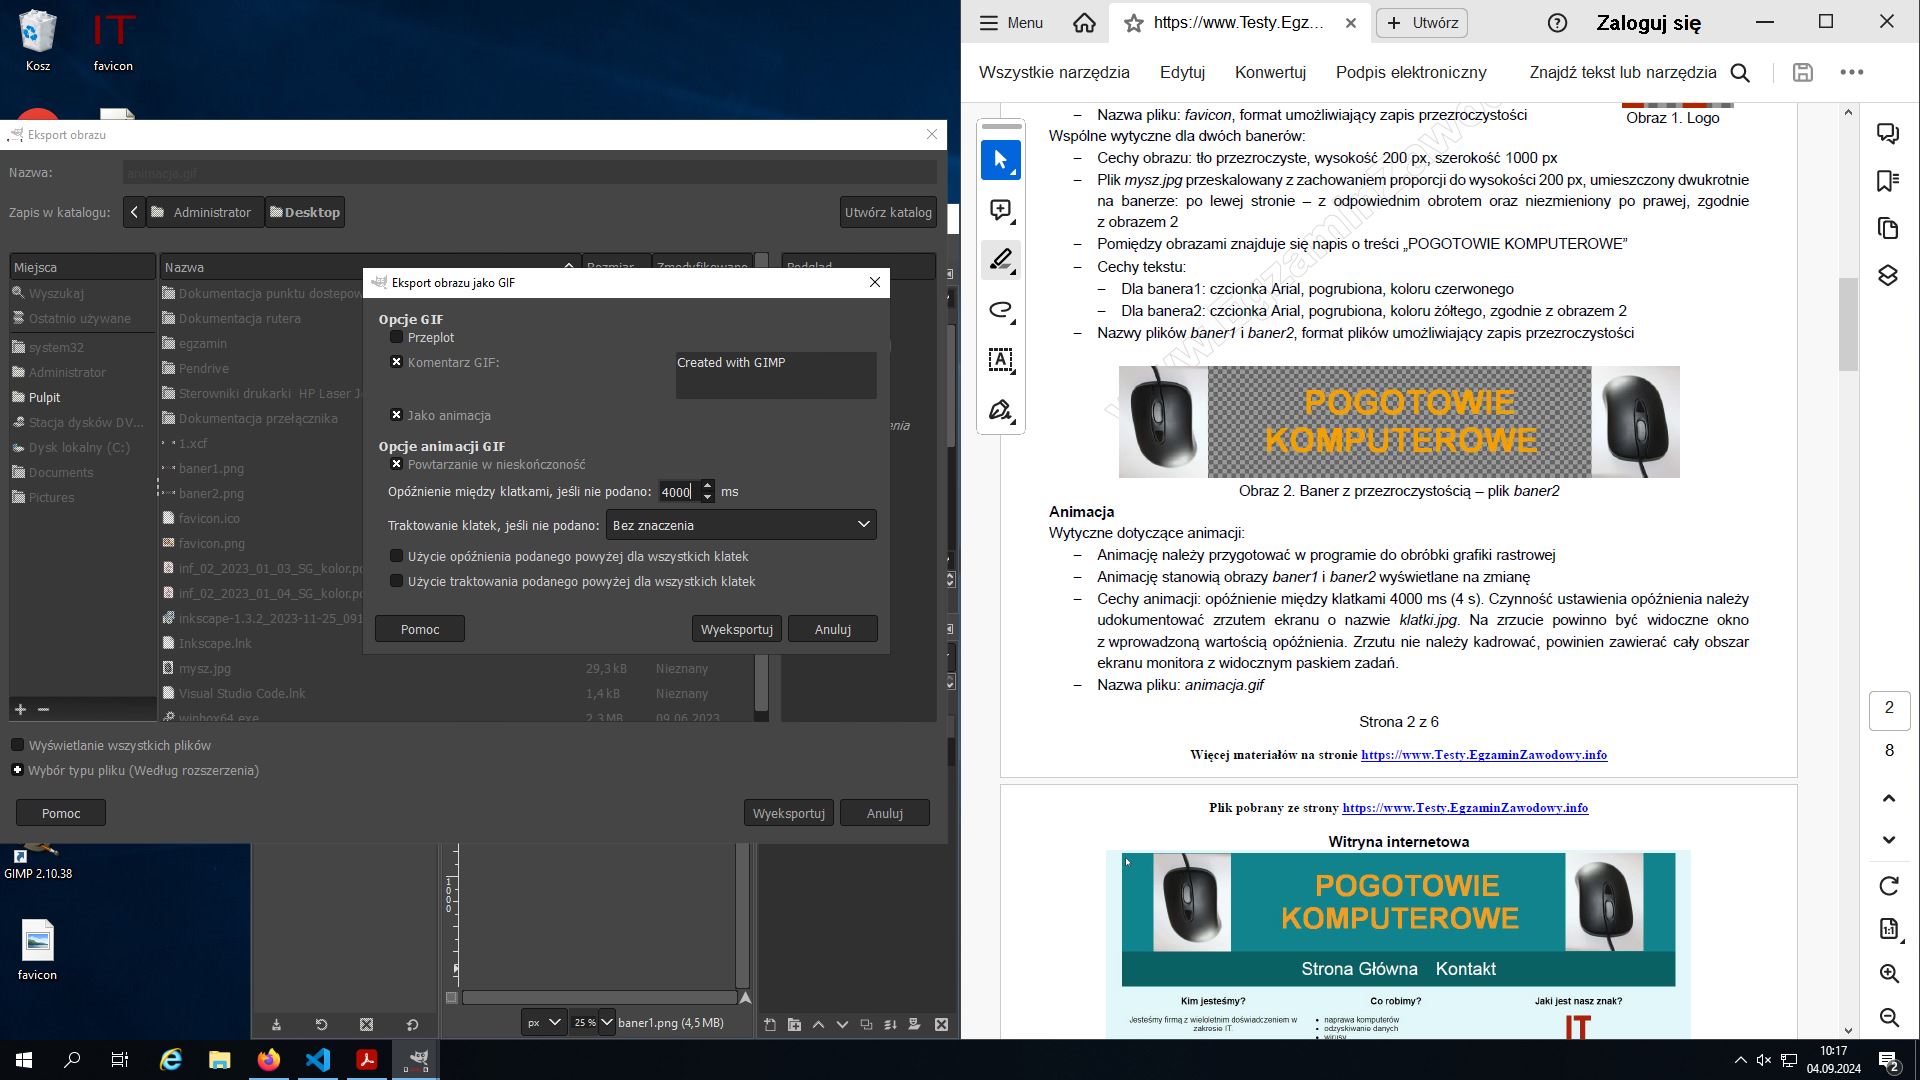 Kosz
favicon
Eksport obrazu
Nazwa:
animacja.gif
Zapis w katalogu:
Administrator
Desktop
Utwórz katalog
Miejsca
Nazwa
Rozmiar
Zmodyfikowane
Podgląd
Wyszukaj
Ostatnio używane
system32
Administrator
Pulpit
Stacja dysków DV...
Dysk lokalny (C:)
Documents
Pictures
Dokumentacja punktu dostepow
Dokumentacja rutera
egzamin
Pendrive
Sterowniki drukarki HP Laser J
Dokumentacja przełącznika
1.xcf
baner1.png
baner2.png
favicon.ico
favicon.png
inf_02_2023_01_03_SG_kolor.pd
inf_02_2023_01_04_SG_kolor.pd
inkscape-1.3.2_2023-11-25_091
Inkscape.lnk
mysz.jpg
29,3 kB
Nieznany
Visual Studio Code.lnk
1,4 kB
Nieznany
winbox64.exe
2,3 MB
09.06.2023
Eksport obrazu jako GIF
Opcje GIF
Przeplot
Komentarz GIF:
Created with GIMP
Jako animacja
Opcje animacji GIF
Powtarzanie w nieskończoność
Opóźnienie między klatkami, jeśli nie podano:
4000
ms
Traktowanie klatek, jeśli nie podano:
Bez znaczenia
Użycie opóźnienia podanego powyżej dla wszystkich klatek
Użycie traktowania podanego powyżej dla wszystkich klatek
Pomoc
Wyeksportuj
Anuluj
Wyświetlanie wszystkich plików
Wybór typu pliku (Według rozszerzenia)
Pomoc
Wyeksportuj
Anuluj
GIMP 2.10.38
favicon
1000
px
25 %
baner1.png (4,5 MB)
Menu
https://www.Testy.Egz...
Utwórz
Zaloguj się
Wszystkie narzędzia
Edytuj
Konwertuj
Podpis elektroniczny
Znajdź tekst lub narzędzia
– Nazwa pliku: favicon, format umożliwiający zapis przezroczystości
Obraz 1. Logo
Wspólne wytyczne dla dwóch banerów:
– Cechy obrazu: tło przezroczyste, wysokość 200 px, szerokość 1000 px
– Plik mysz.jpg przeskalowany z zachowaniem proporcji do wysokości 200 px, umieszczony dwukrotnie
na banerze: po lewej stronie – z odpowiednim obrotem oraz niezmieniony po prawej, zgodnie
z obrazem 2
– Pomiędzy obrazami znajduje się napis o treści „POGOTOWIE KOMPUTEROWE”
– Cechy tekstu:
– Dla banera1: czcionka Arial, pogrubiona, koloru czerwonego
– Dla banera2: czcionka Arial, pogrubiona, koloru żółtego, zgodnie z obrazem 2
– Nazwy plików baner1 i baner2, format plików umożliwiający zapis przezroczystości
POGOTOWIE
KOMPUTEROWE
Obraz 2. Baner z przezroczystością – plik baner2
Animacja
Wytyczne dotyczące animacji:
– Animację należy przygotować w programie do obróbki grafiki rastrowej
– Animację stanowią obrazy baner1 i baner2 wyświetlane na zmianę
– Cechy animacji: opóźnienie między klatkami 4000 ms (4 s). Czynność ustawienia opóźnienia należy
udokumentować zrzutem ekranu o nazwie klatki.jpg. Na zrzucie powinno być widoczne okno
z wprowadzoną wartością opóźnienia. Zrzutu nie należy kadrować, powinien zawierać cały obszar
ekranu monitora z widocznym paskiem zadań.
– Nazwa pliku: animacja.gif
Strona 2 z 6
Więcej materiałów na stronie https://www.Testy.EgzaminZawodowy.info
Plik pobrany ze strony https://www.Testy.EgzaminZawodowy.info
Witryna internetowa
POGOTOWIE
KOMPUTEROWE
Strona Główna Kontakt
Kim jesteśmy?
Co robimy?
Jaki jest nasz znak?
Jesteśmy firmą z wieloletnim doświadczeniem w
zakresie IT.
• naprawa komputerów
• odzyskiwanie danych
• wirusy
IT
2
8
10:17
04.09.2024
2